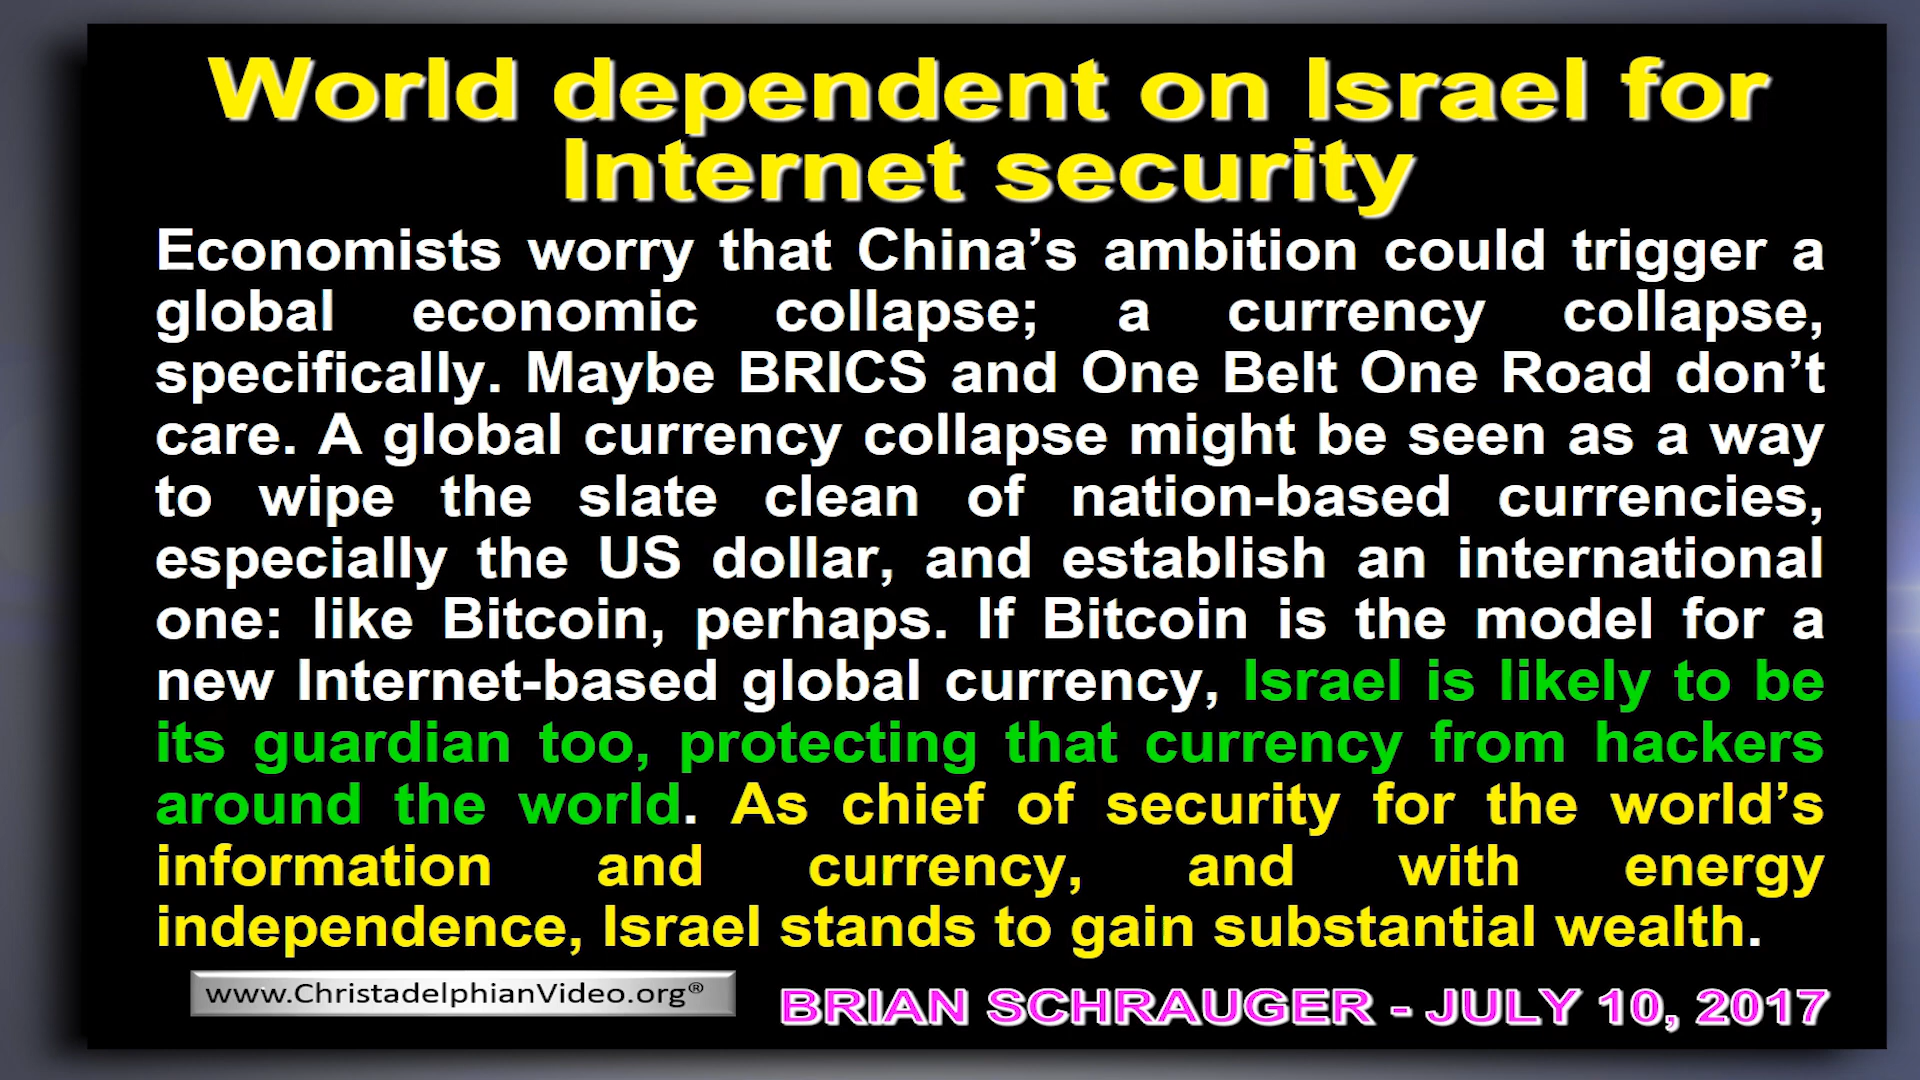 World dependent on Israel for
Internet security
Economists worry that China’s ambition could trigger a
global economic collapse; a currency collapse,
specifically. Maybe BRICS and One Belt One Road don’t
care. A global currency collapse might be seen as a way
to wipe the slate clean of nation-based currencies,
especially the US dollar, and establish an international
one: like Bitcoin, perhaps. If Bitcoin is the model for a
new Internet-based global currency, Israel is likely to be
its guardian too, protecting that currency from hackers
around the world. As chief of security for the world’s
information and currency, and with energy
independence, Israel stands to gain substantial wealth.
www.ChristadelphianVideo.org®
BRIAN SCHRAUGER - JULY 10, 2017